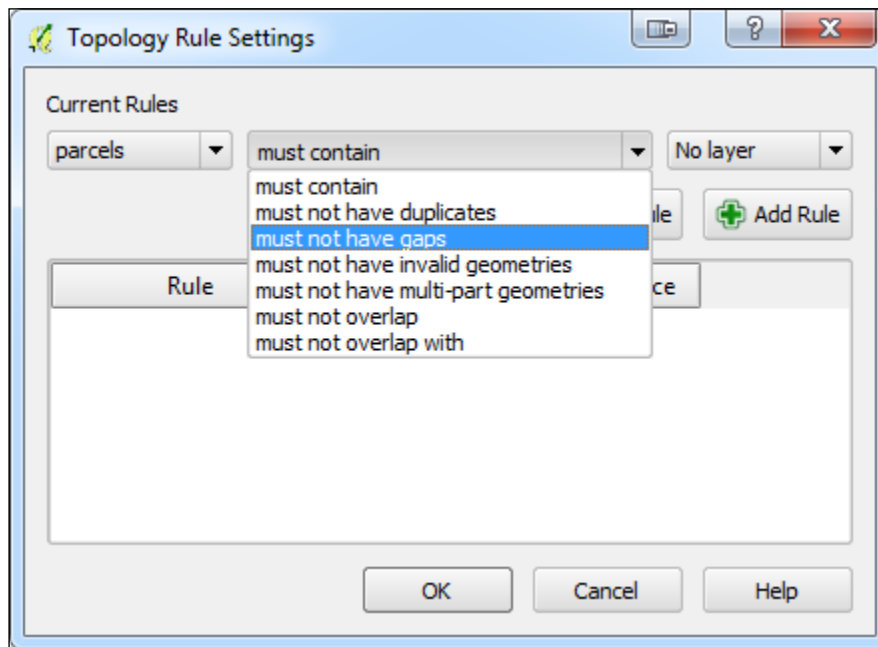 Topology Rule Settings
Current Rules
parcels must contain No layer
must contain
must not have duplicates
must not have gaps
must not have invalid geometries
must not have multi-part geometries
must not overlap
must not overlap with
Add Rule
Rule
OK Cancel Help